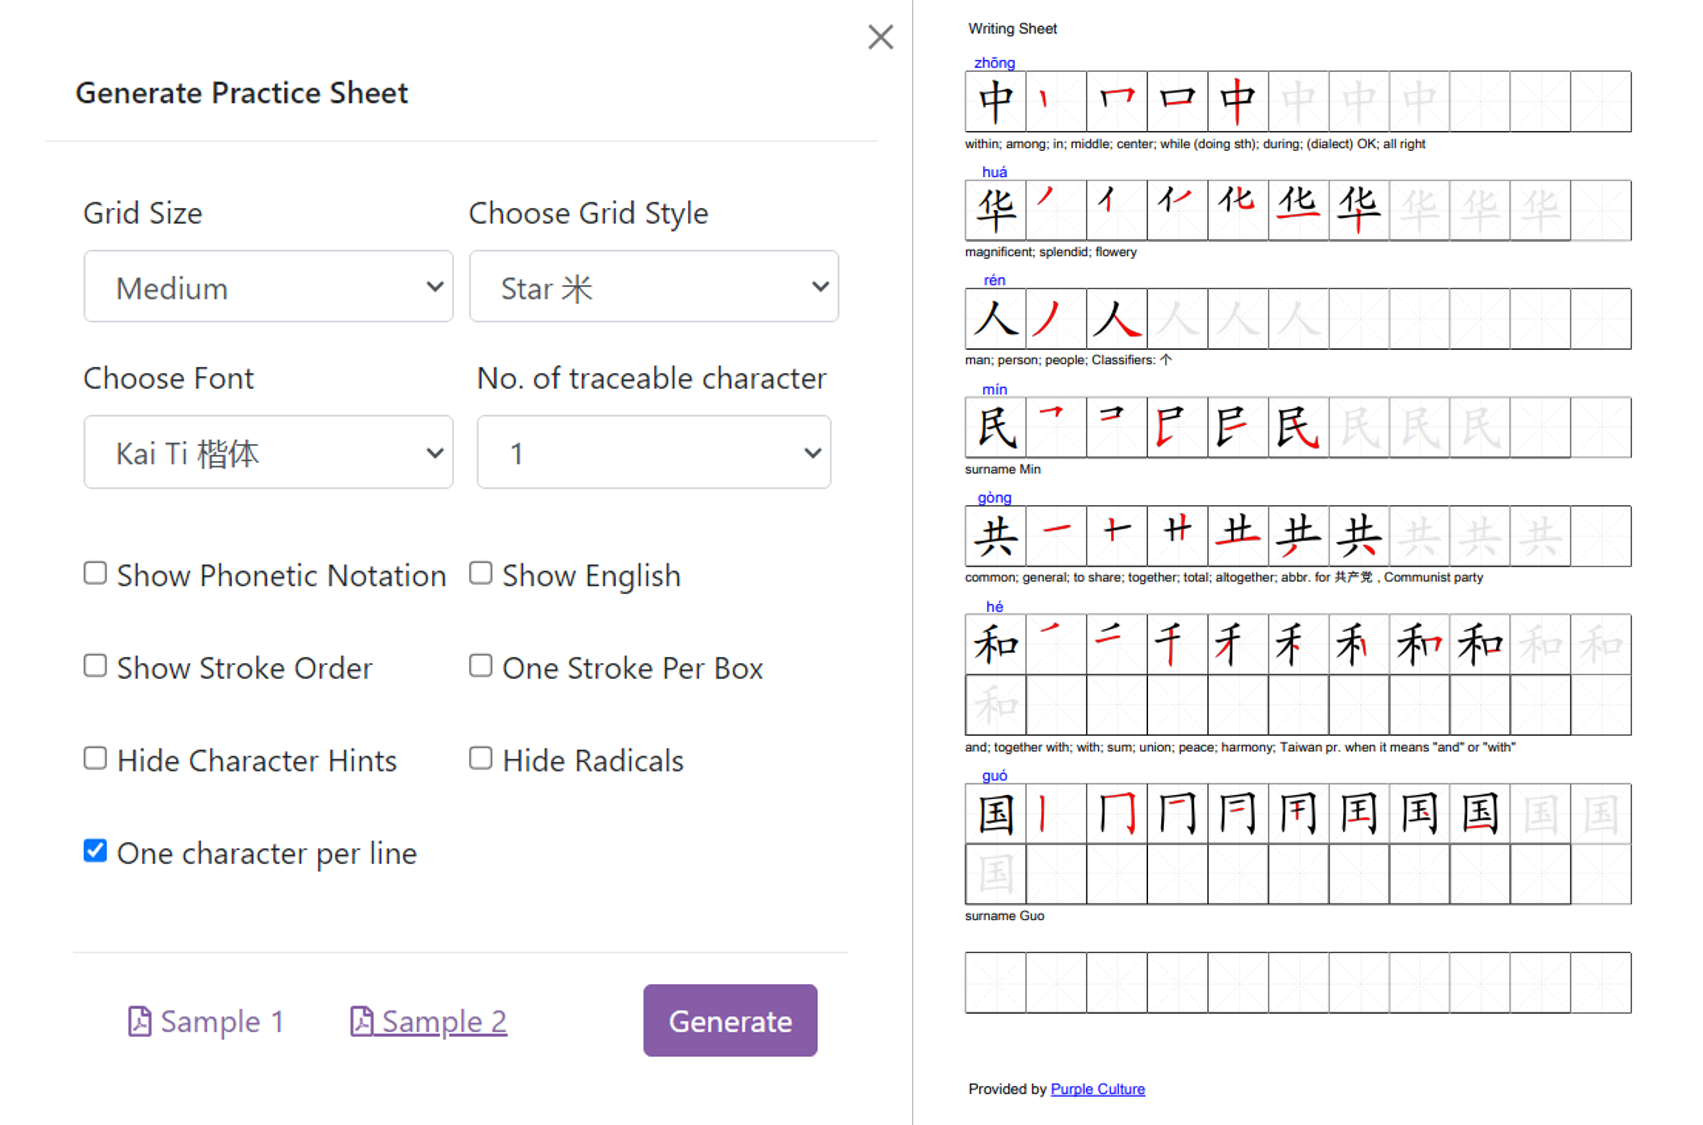 Generate Practice Sheet
Grid Size
Choose Grid Style
Medium
Star 米
Choose Font
No. of traceable character
Kai Ti 楷体
1
Show Phonetic Notation
Show English
Show Stroke Order
One Stroke Per Box
Hide Character Hints
Hide Radicals
One character per line
Sample 1
Sample 2
Generate
Writing Sheet
zhōng
中 中 中 中 中
within; among; in; middle; center; while (doing sth); during; (dialect) OK; all right
huá
华 华 华 华 华
magnificent; splendid; flowery
rén
人 人 人 人 人
man; person; people; Classifiers: 个
mín
民 民 民 民 民
surname Min
gòng
共 共 共 共 共
common; general; to share; together; total; altogether; abbr. for 共产党 , Communist party
hé
和 和 和 和
和
and; together with; with; sum; union; peace; harmony; Taiwan pr. when it means "and" or "with"
guó
国 国 国 国
国
surname Guo
Provided by Purple Culture